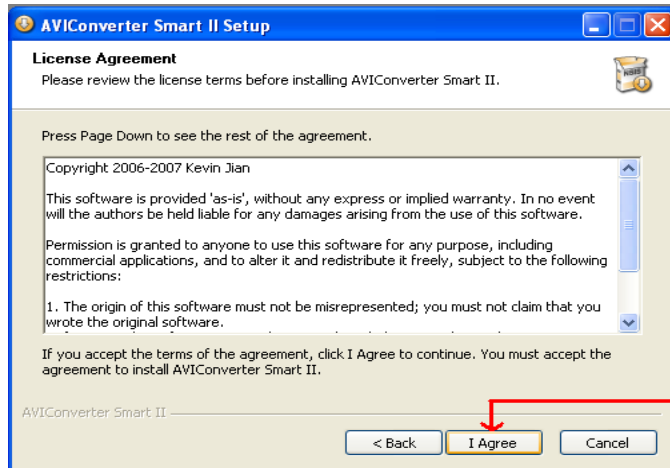 AVIConverter Smart II Setup
License Agreement
Please review the license terms before installing AVIConverter Smart II.
NSIS
Press Page Down to see the rest of the agreement.
Copyright 2006-2007 Kevin Jian
This software is provided 'as-is', without any express or implied warranty. In no event
will the authors be held liable for any damages arising from the use of this software.
Permission is granted to anyone to use this software for any purpose, including
commercial applications, and to alter it and redistribute it freely, subject to the following
restrictions:
1. The origin of this software must not be misrepresented; you must not claim that you
wrote the original software.
If you accept the terms of the agreement, click I Agree to continue. You must accept the
agreement to install AVIConverter Smart II.
AVIConverter Smart II
< Back I Agree Cancel